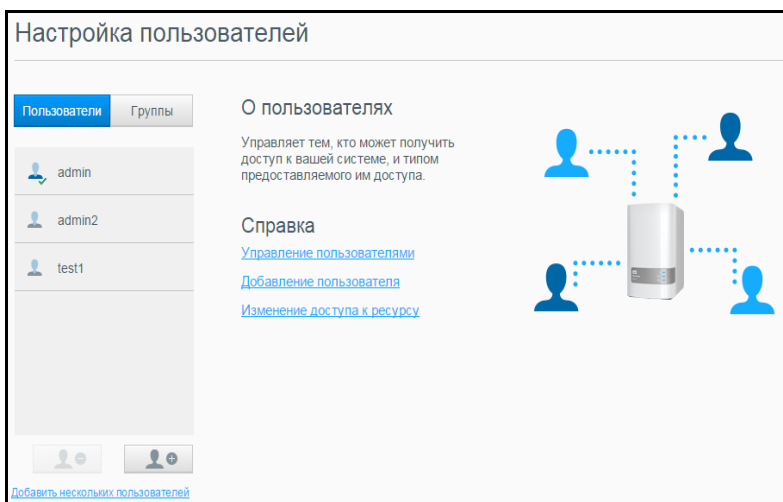 Настройка пользователей
Пользователи
Группы
admin
admin2
test1
Добавить нескольких пользователей
О пользователях
Управляет тем, кто может получить
доступ к вашей системе, и типом
предоставляемого им доступа.
Справка
Управление пользователями
Добавление пользователя
Изменение доступа к ресурсу